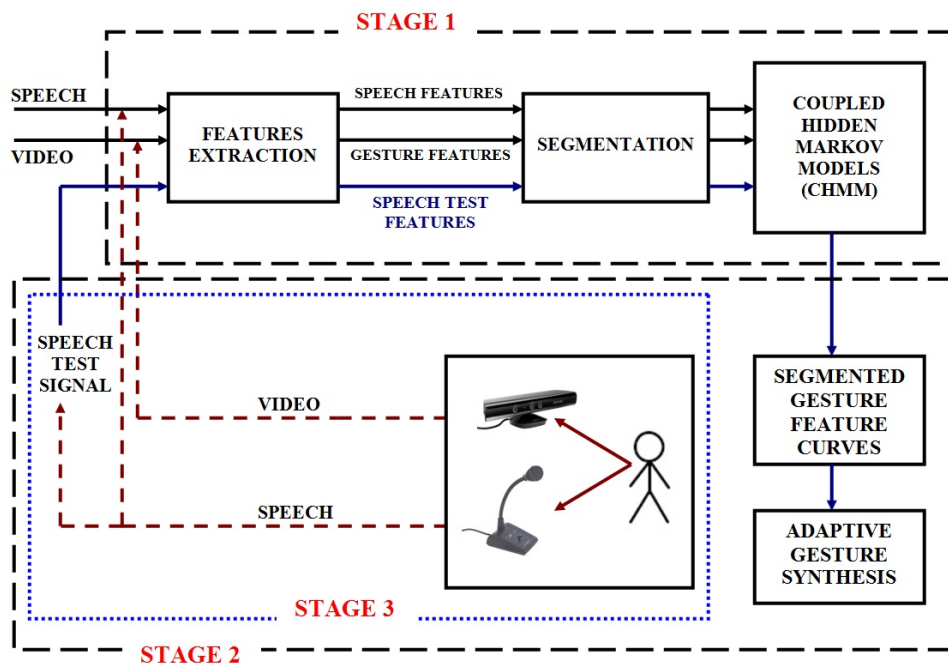 STAGE 1
SPEECH
VIDEO
FEATURES
EXTRACTION
SPEECH FEATURES
GESTURE FEATURES
SPEECH TEST
FEATURES
SEGMENTATION
COUPLED
HIDDEN
MARKOV
MODELS
(CHMM)
SPEECH
TEST
SIGNAL
VIDEO
SPEECH
SEGMENTED
GESTURE
FEATURE
CURVES
ADAPTIVE
GESTURE
SYNTHESIS
STAGE 3
STAGE 2